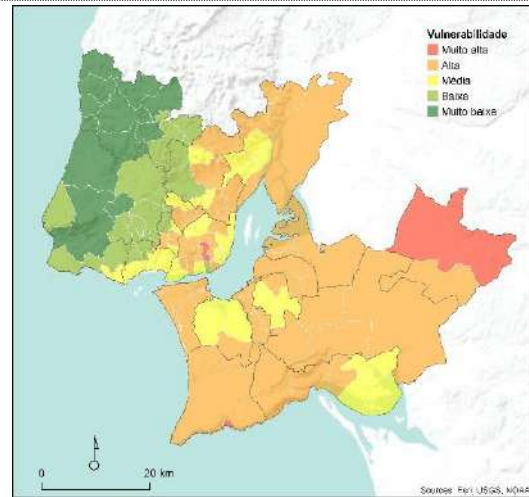 Vulnerabilidade
Muito alta
Alta
Média
Baixa
Muito baixa
0
20 km
Sources: Esri, USGS, NOAA